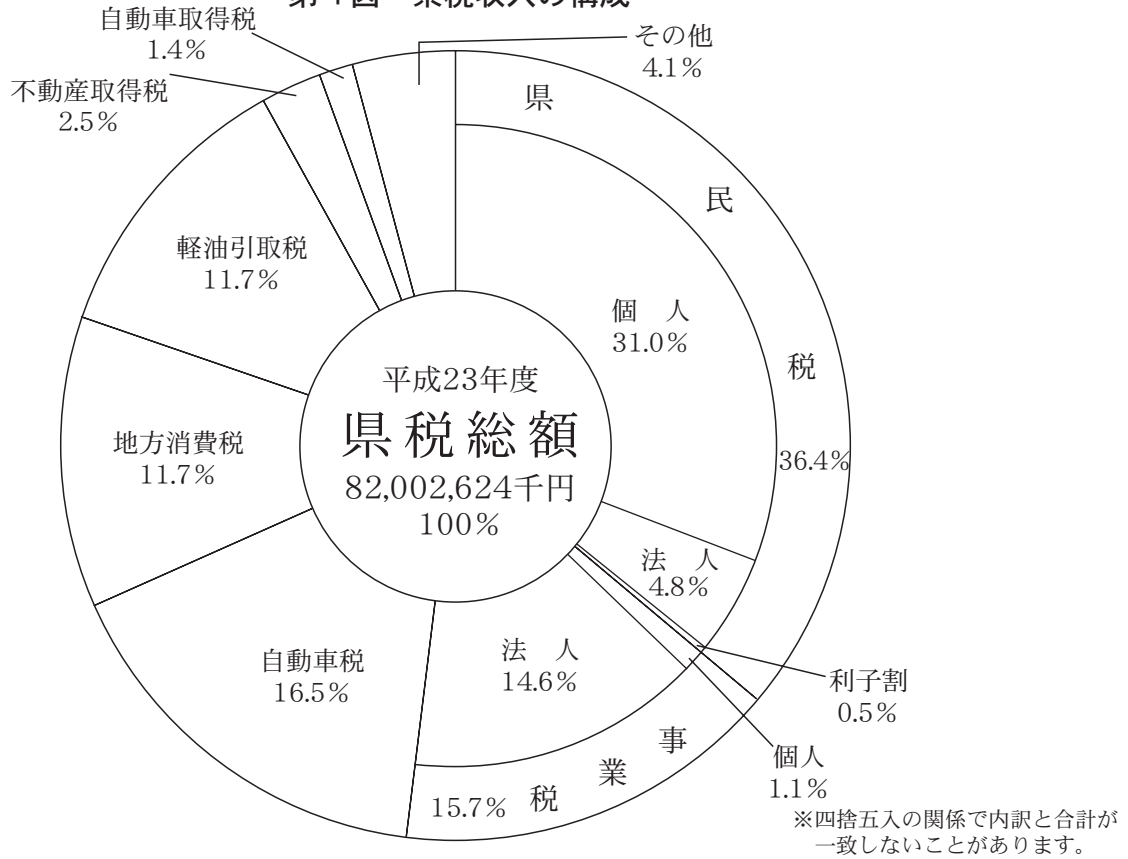 自動車取得税
1.4%
不動産取得税
2.5%
その他
4.1%
県民税
36.4%
個 人
31.0%
法 人
4.8%
利子割
0.5%
個人
1.1%
事業税
15.7%
法 人
14.6%
自動車税
16.5%
地方消費税
11.7%
軽油引取税
11.7%
平成23年度
県税総額
82,002,624千円
100%
※四捨五入の関係で内訳と合計が
一致しないことがあります。